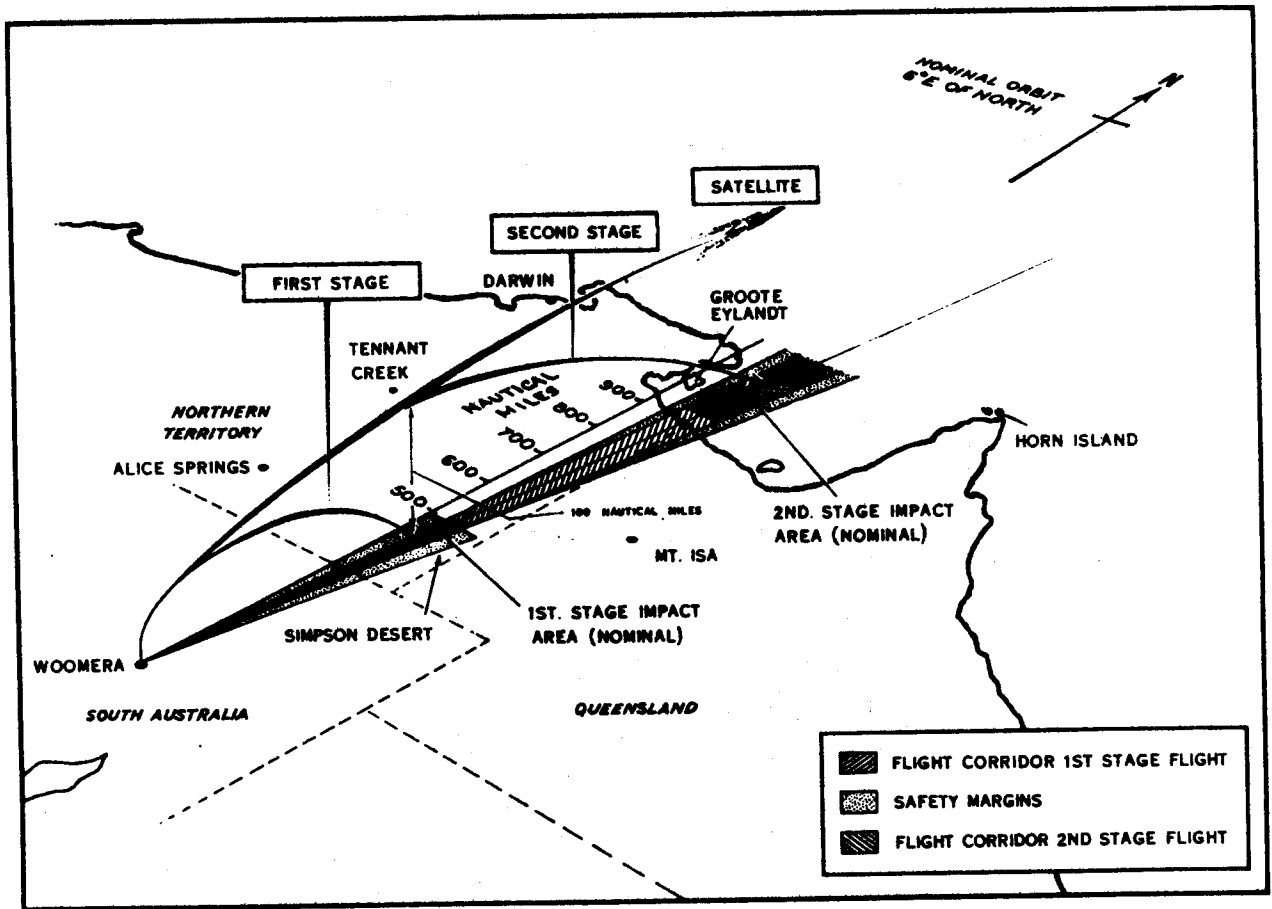 NOMINAL ORBIT
6°E OF NORTH
N
SATELLITE
SECOND STAGE
FIRST STAGE
DARWIN
GROOTE
EYLANDT
TENNANT
CREEK
NAUTICAL
MILES
900
800
700
600
500
NORTHERN
TERRITORY
ALICE SPRINGS
HORN ISLAND
100 NAUTICAL MILES
2ND. STAGE IMPACT
AREA (NOMINAL)
MT. ISA
1ST. STAGE IMPACT
AREA (NOMINAL)
SIMPSON DESERT
WOOMERA
SOUTH AUSTRALIA
QUEENSLAND
FLIGHT CORRIDOR 1ST STAGE FLIGHT
SAFETY MARGINS
FLIGHT CORRIDOR 2ND STAGE FLIGHT